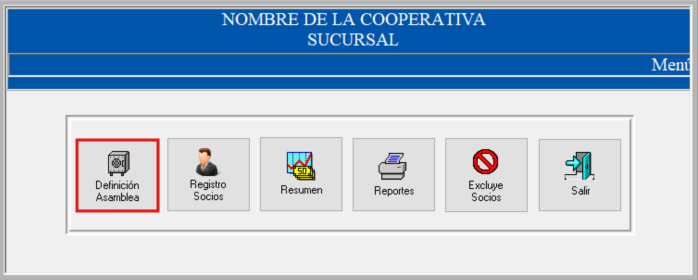 NOMBRE DE LA COOPERATIVA
SUCURSAL
Menú
Definición
Asamblea
Registro
Socios
Resumen
Reportes
Excluye
Socios
Salir